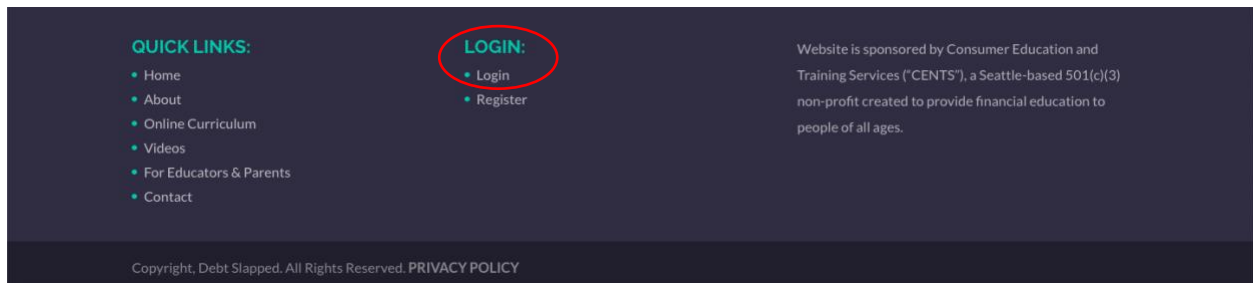 QUICK LINKS:
Home
About
Online Curriculum
Videos
For Educators & Parents
Contact
LOGIN:
Login
Register
Website is sponsored by Consumer Education and
Training Services ("CENTS"), a Seattle-based 501(c)(3)
non-profit created to provide financial education to
people of all ages.
Copyright, Debt Slapped. All Rights Reserved. PRIVACY POLICY